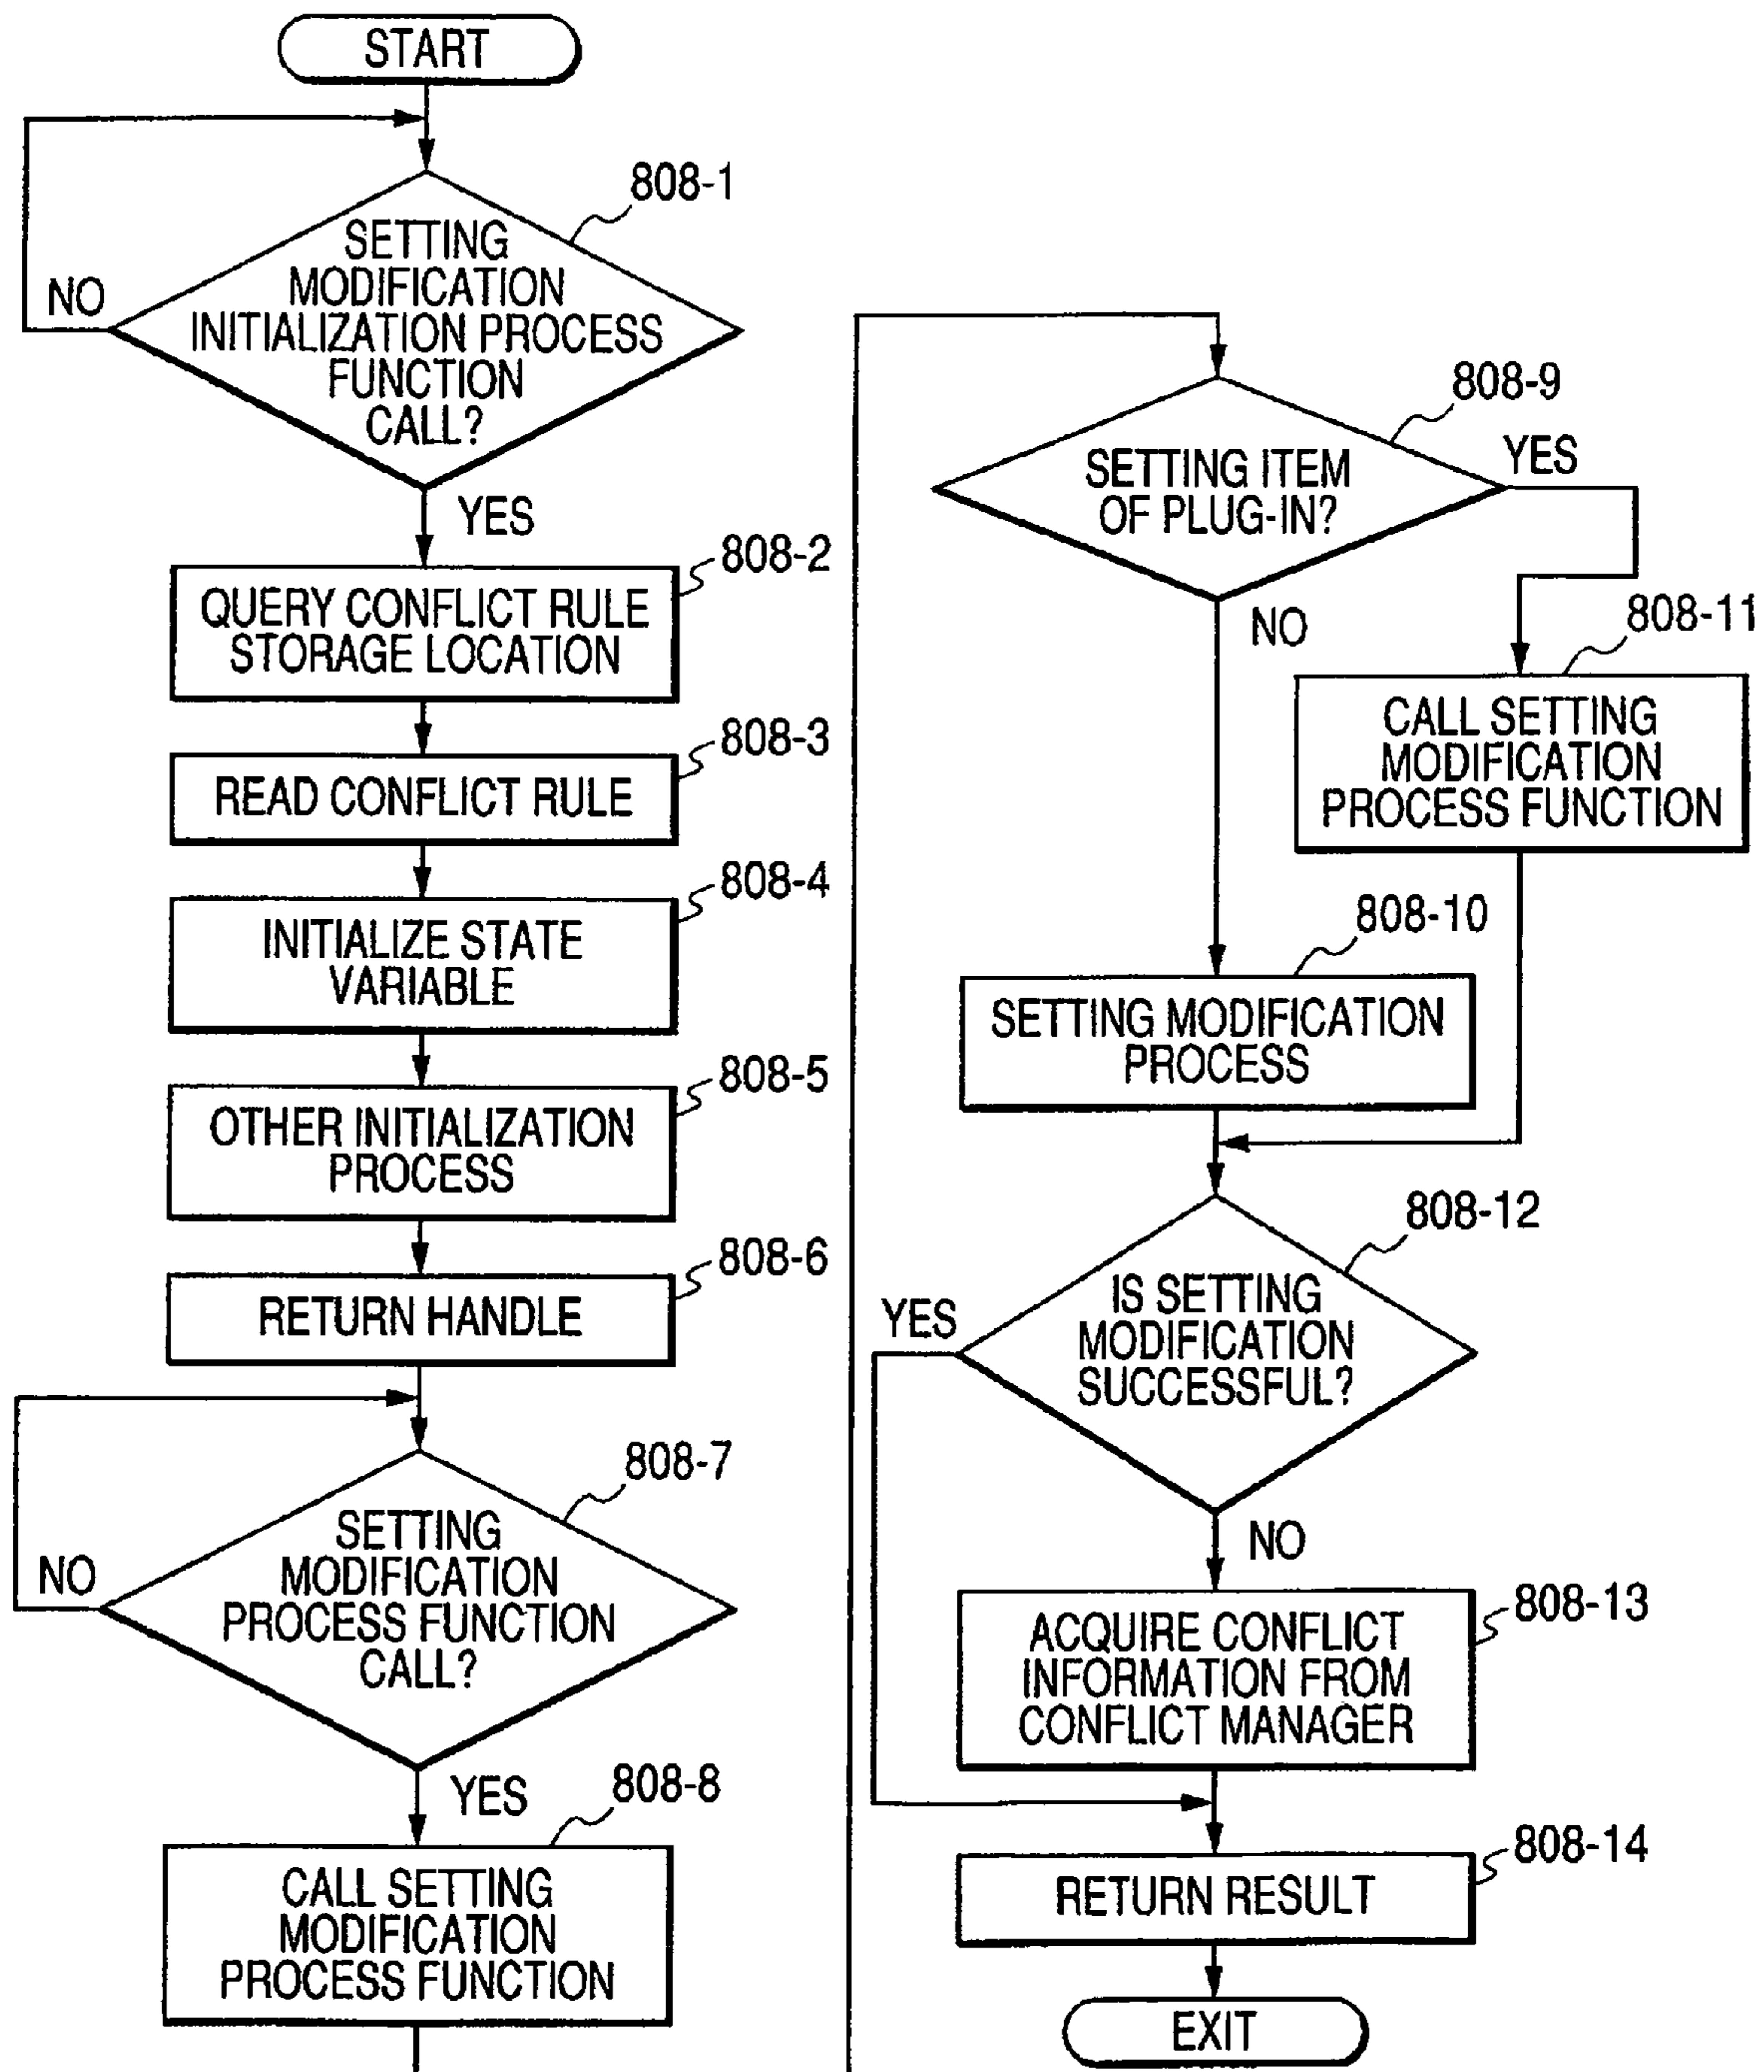 START
808-1
SETTING
MODIFICATION
INITIALIZATION PROCESS
FUNCTION
CALL?
NO
YES
808-2
QUERY CONFLICT RULE
STORAGE LOCATION
808-3
READ CONFLICT RULE
808-4
INITIALIZE STATE
VARIABLE
808-5
OTHER INITIALIZATION
PROCESS
808-6
RETURN HANDLE
808-7
SETTING
MODIFICATION
PROCESS FUNCTION
CALL?
NO
YES
808-8
CALL SETTING
MODIFICATION
PROCESS FUNCTION
808-9
SETTING ITEM
OF PLUG-IN?
YES
NO
808-11
CALL SETTING
MODIFICATION
PROCESS FUNCTION
808-10
SETTING MODIFICATION
PROCESS
808-12
IS SETTING
MODIFICATION
SUCCESSFUL?
YES
NO
808-13
ACQUIRE CONFLICT
INFORMATION FROM
CONFLICT MANAGER
808-14
RETURN RESULT
EXIT